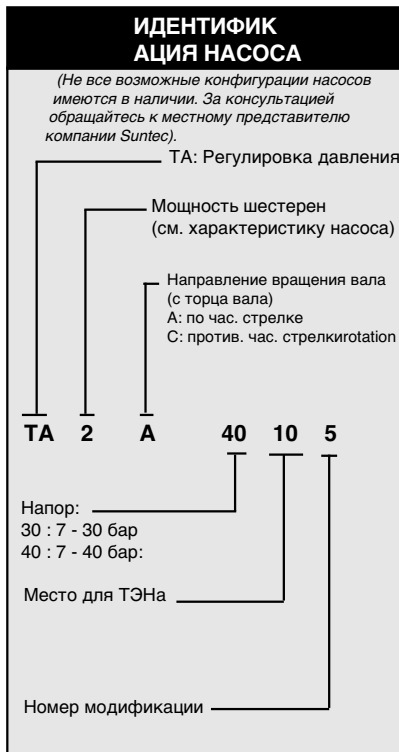 ИДЕНТИФИК
АЦИЯ НАСОСА
(Не все возможные конфигурации насосов
имеются в наличии. За консультацией
обращайтесь к местному представителю
компании Suntec).
TA: Регулировка давления
Мощность шестерен
(см. характеристику насоса)
Направление вращения вала
(с торца вала)
A: по час. стрелке
C: против. час. стрелкиrotation
TA 2 A 40 10 5
Напор:
30 : 7 - 30 бар
40 : 7 - 40 бар:
Место для ТЭНа
Номер модификации